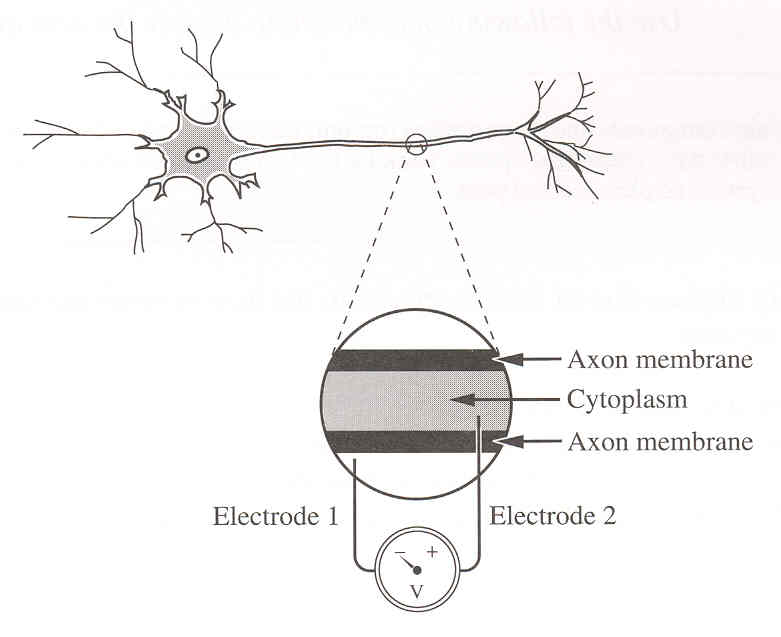 Axon membrane
Cytoplasm
Axon membrane
Electrode 1
Electrode 2
− +
V